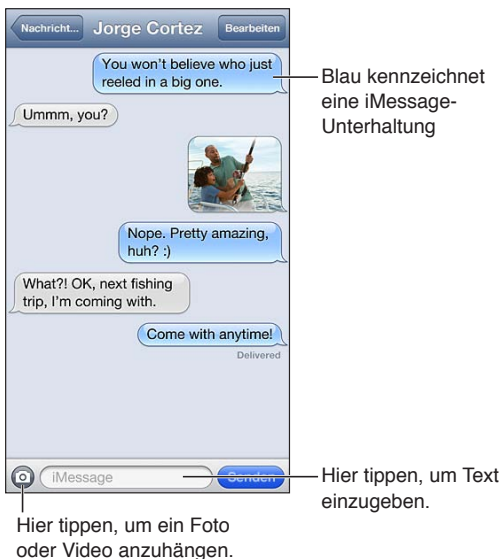 Nachricht... Jorge Cortez Bearbeiten
You won't believe who just
reeled in a big one.
Blau kennzeichnet
eine iMessage-
Unterhaltung
Ummm, you?
Nope. Pretty amazing,
huh? :)
What?! OK, next fishing
trip, I'm coming with.
Come with anytime!
Delivered
iMessage Senden
Hier tippen, um Text
einzugeben.
Hier tippen, um ein Foto
oder Video anzuhängen.